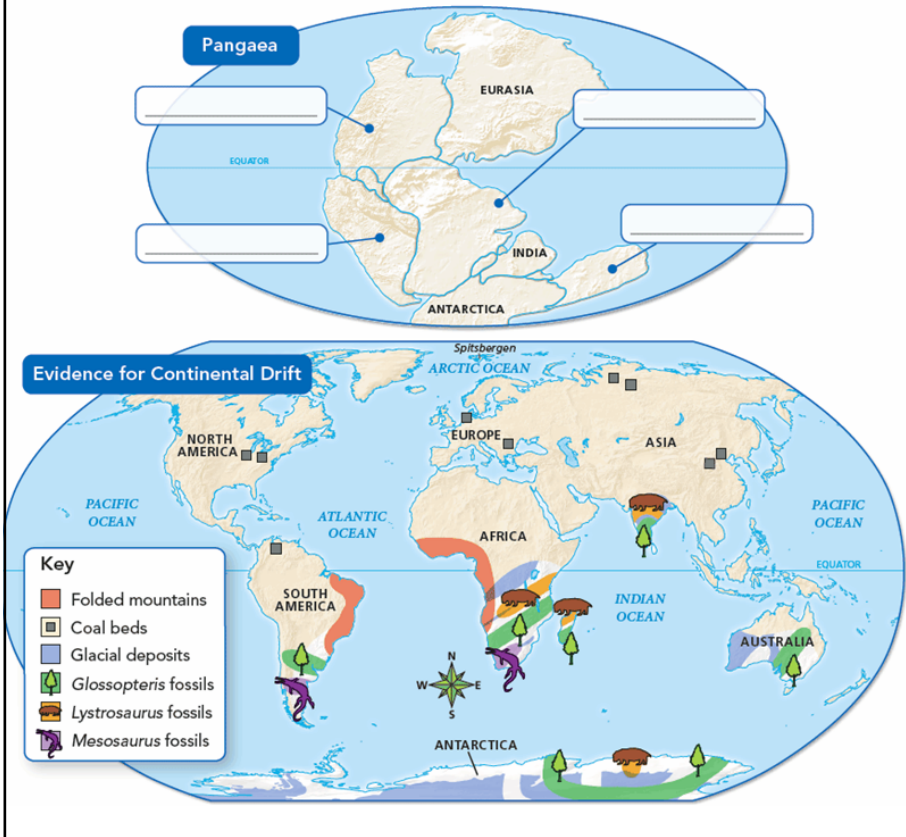 Pangaea
EURASIA
EQUATOR
INDIA
ANTARCTICA
Evidence for Continental Drift
Spitsbergen
ARCTIC OCEAN
NORTH
AMERICA
EUROPE
ASIA
PACIFIC
OCEAN
ATLANTIC
OCEAN
AFRICA
PACIFIC
OCEAN
EQUATOR
SOUTH
AMERICA
INDIAN
OCEAN
AUSTRALIA
Key
Folded mountains
Coal beds
Glacial deposits
Glossopteris fossils
Lystrosaurus fossils
Mesosaurus fossils
N
W
E
S
ANTARCTICA